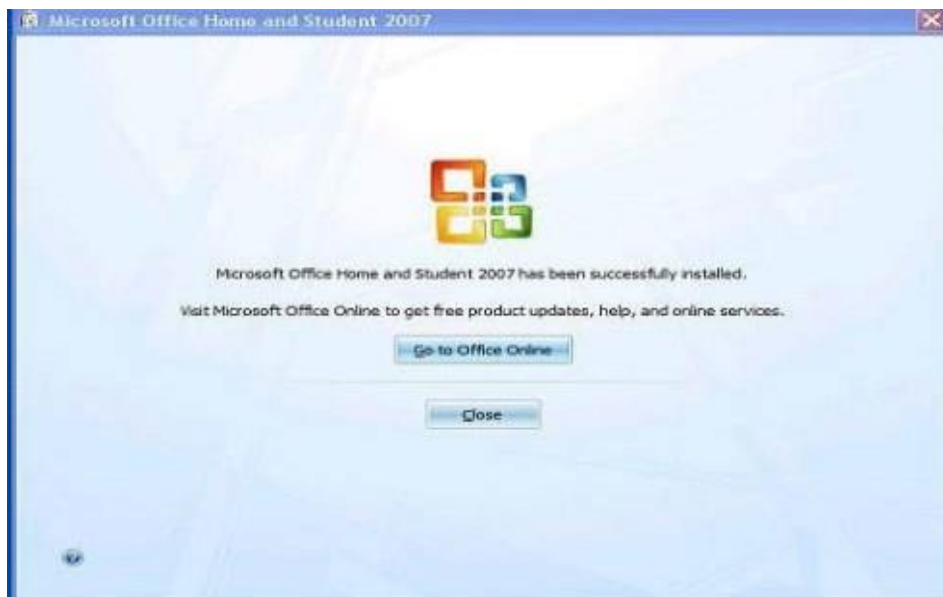 Microsoft Office Home and Student 2007
Microsoft Office Home and Student 2007 has been successfully installed.
Visit Microsoft Office Online to get free product updates, help, and online services.
Go to Office Online
Close